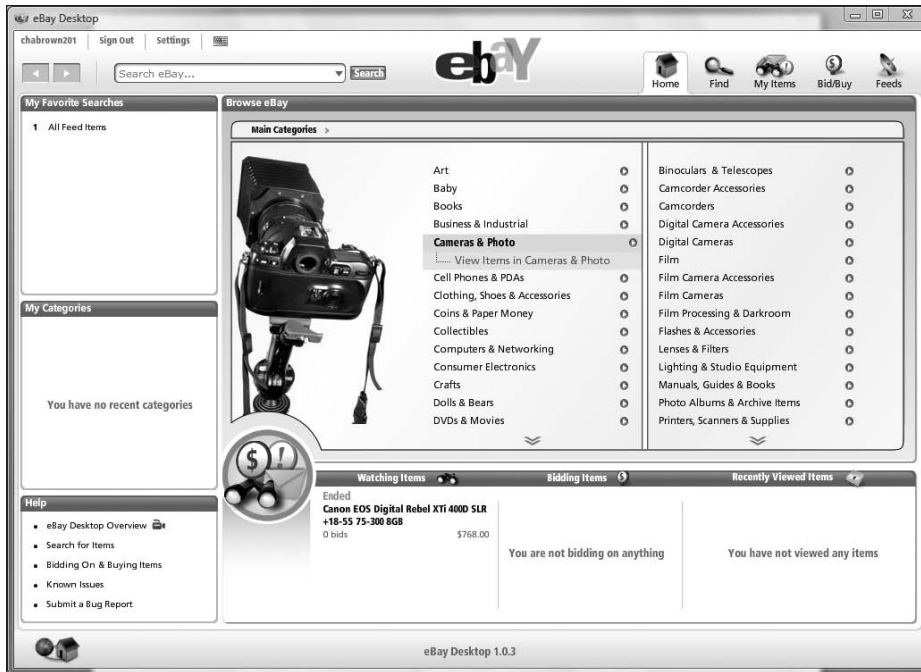 eBay Desktop
chabrown201
Sign Out
Settings
Search eBay...
Search
ebaY
Home
Find
My Items
Bid/Buy
Feeds
My Favorite Searches
1 All Feed Items
My Categories
You have no recent categories
Help
eBay Desktop Overview
Search for Items
Bidding On & Buying Items
Known Issues
Submit a Bug Report
Browse eBay
Main Categories >
Art
Baby
Books
Business & Industrial
Cameras & Photo
View Items in Cameras & Photo
Cell Phones & PDAs
Clothing, Shoes & Accessories
Coins & Paper Money
Collectibles
Computers & Networking
Consumer Electronics
Crafts
Dolls & Bears
DVDs & Movies
Binoculars & Telescopes
Camcorder Accessories
Camcorders
Digital Camera Accessories
Digital Cameras
Film
Film Camera Accessories
Film Cameras
Film Processing & Darkroom
Flashes & Accessories
Lenses & Filters
Lighting & Studio Equipment
Manuals, Guides & Books
Photo Albums & Archive Items
Printers, Scanners & Supplies
Watching Items
Ended
Canon EOS Digital Rebel XTi 400D SLR
+18-55 75-300 8GB
0 bids $768.00
Bidding Items
You are not bidding on anything
Recently Viewed Items
You have not viewed any items
eBay Desktop 1.0.3